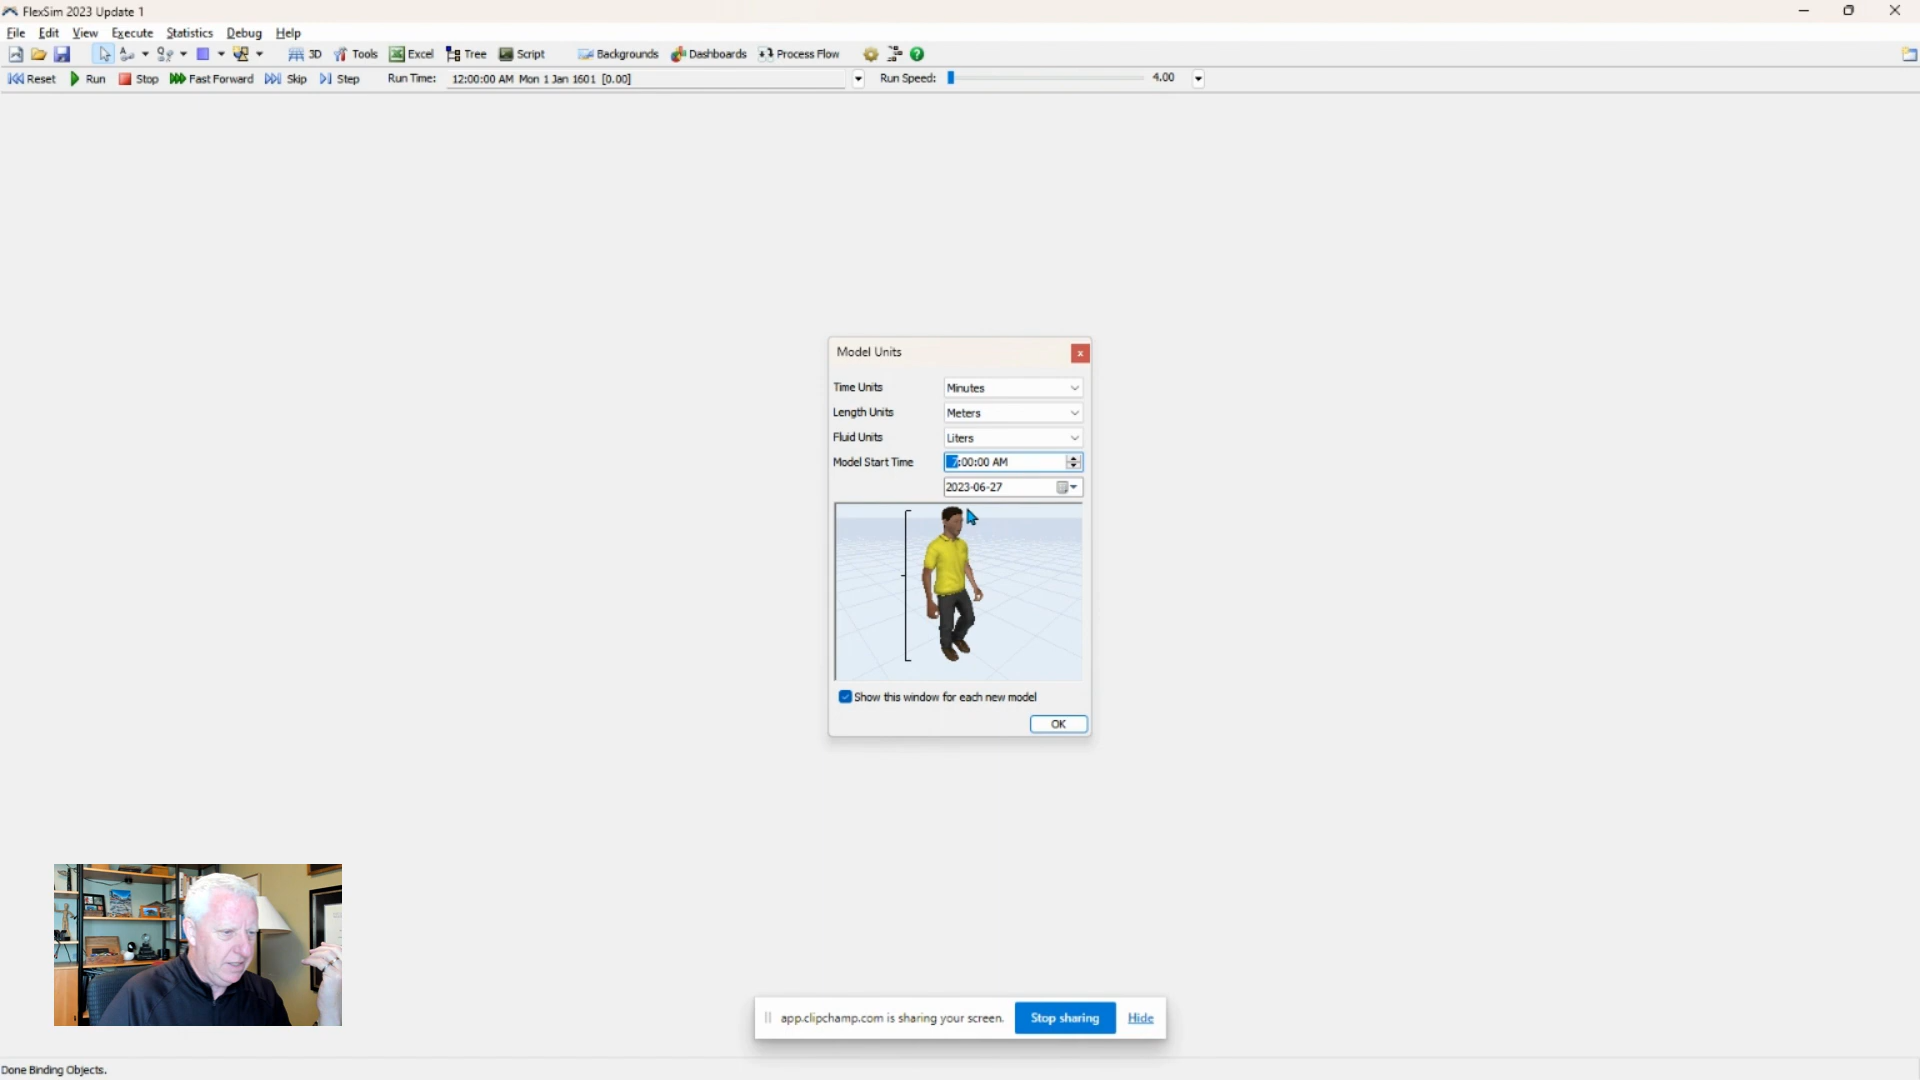 FlexSim 2023 Update 1
File Edit View Execute Statistics Debug Help
3D Tools Excel Tree Script Backgrounds Dashboards Process Flow
Reset Run Stop Fast Forward Skip Step Run Time: 12:00:00 AM Mon 1 Jan 1601 [0.00] Run Speed: 4.00
Model Units
Time Units Minutes
Length Units Meters
Fluid Units Liters
Model Start Time :00:00 AM
2023-06-27
Show this window for each new model
OK
app.clipchamp.com is sharing your screen. Stop sharing Hide
Done Binding Objects.